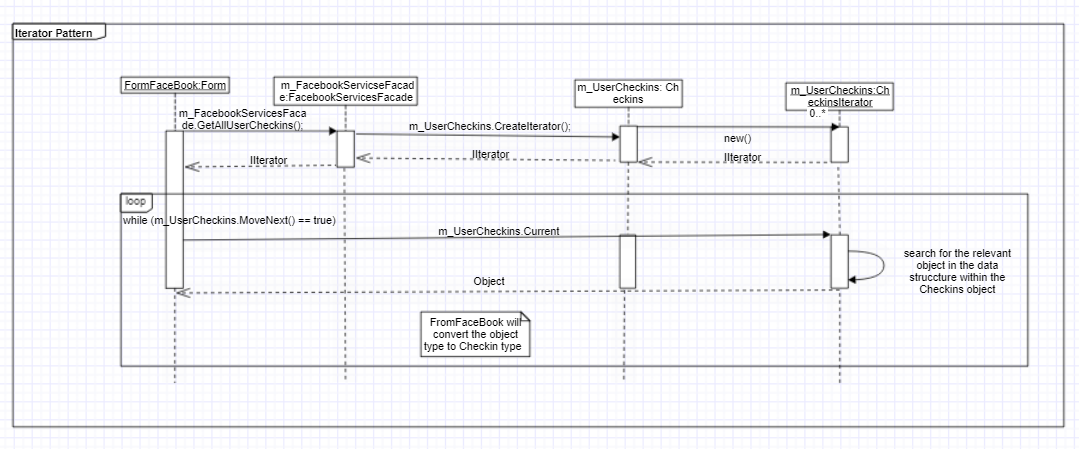 Iterator Pattern
FormFaceBook:Form
m_FacebookServicseFacad
e:FacebookServicesFacade
m_UserCheckins: Ch
eckins
m_UserCheckins:Ch
eckinsIterator
0..*
m_FacebookServicesFaca
de.GetAllUserCheckins();
m_UserCheckins.CreateIterator();
new()
IIterator
IIterator
IIterator
loop
while (m_UserCheckins.MoveNext() == true)
m_UserCheckins.Current
search for the relevant
object in the data
struccture within the
Checkins object
Object
FromFaceBook will
convert the object
type to Checkin type